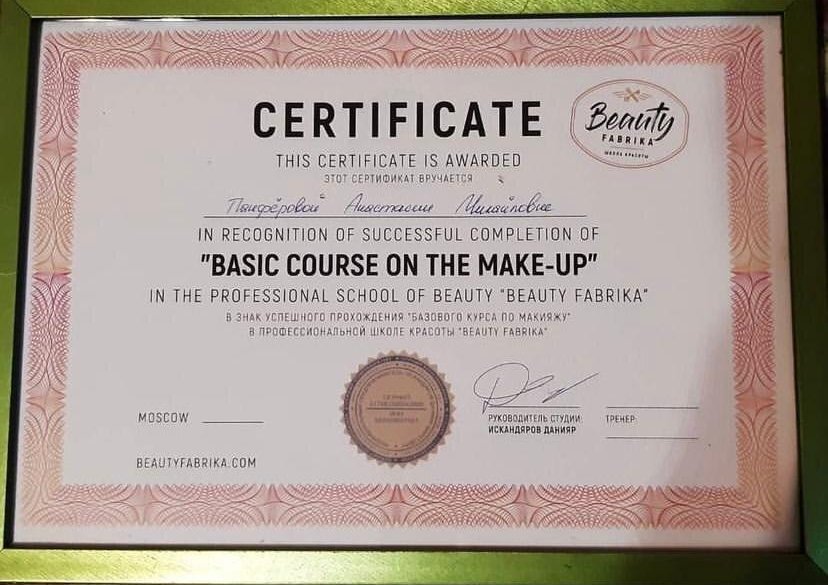 CERTIFICATE
Beauty
FABRIKA
ШКОЛА КРАСОТЫ
THIS CERTIFICATE IS AWARDED
ЭТОТ СЕРТИФИКАТ ВРУЧАЕТСЯ
Панфёровой Анастасии Михайловне
IN RECOGNITION OF SUCCESSFUL COMPLETION OF
"BASIC COURSE ON THE MAKE-UP"
IN THE PROFESSIONAL SCHOOL OF BEAUTY "BEAUTY FABRIKA"
В ЗНАК УСПЕШНОГО ПРОХОЖДЕНИЯ "БАЗОВОГО КУРСА ПО МАКИЯЖУ"
В ПРОФЕССИОНАЛЬНОЙ ШКОЛЕ КРАСОТЫ "BEAUTY FABRIKA"
MOSCOW
РУКОВОДИТЕЛЬ СТУДИИ:
ИСКАНДЯРОВ ДАНИЯР
ТРЕНЕР:
BEAUTYFABRIKA.COM